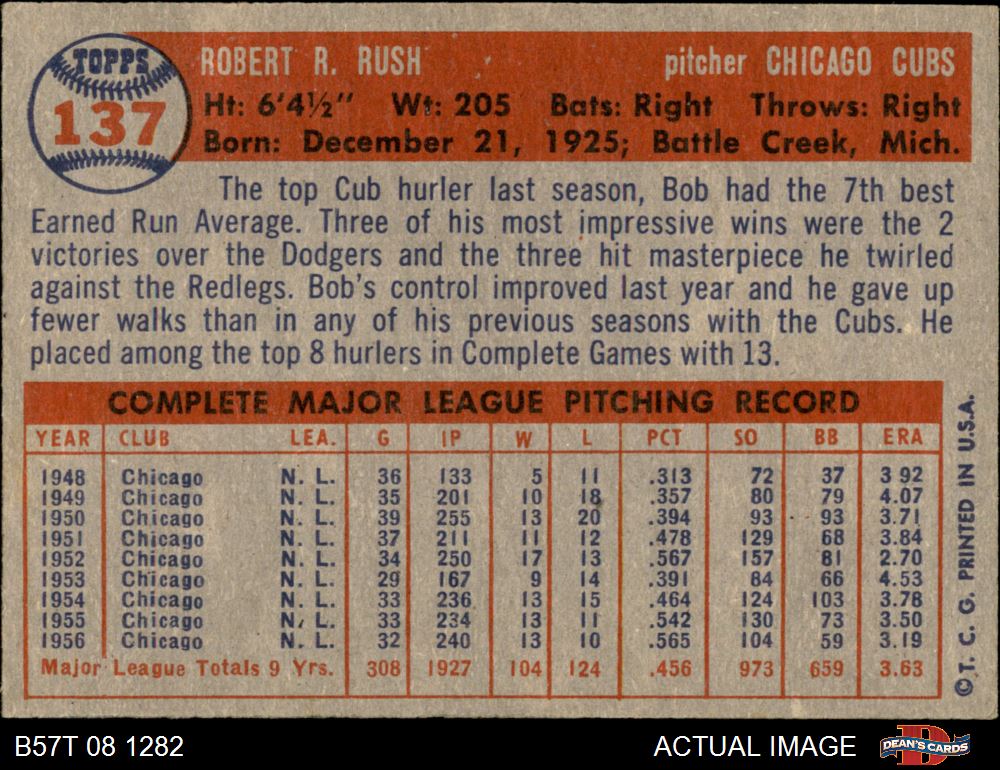 TOPPS
137
ROBERT R. RUSH pitcher CHICAGO CUBS
Ht: 6'4½" Wt: 205 Bats: Right Throws: Right
Born: December 21, 1925; Battle Creek, Mich.
The top Cub hurler last season, Bob had the 7th best
Earned Run Average. Three of his most impressive wins were the 2
victories over the Dodgers and the three hit masterpiece he twirled
against the Redlegs. Bob's control improved last year and he gave up
fewer walks than in any of his previous seasons with the Cubs. He
placed among the top 8 hurlers in Complete Games with 13.
COMPLETE MAJOR LEAGUE PITCHING RECORD
YEAR CLUB LEA. G IP W L PCT SO BB ERA
1948 Chicago N. L. 36 133 5 11 .313 72 37 3 92
1949 Chicago N. L. 35 201 10 18 .357 80 79 4.07
1950 Chicago N. L. 39 255 13 20 .394 93 93 3.71
1951 Chicago N. L. 37 211 11 12 .478 129 68 3.84
1952 Chicago N. L. 34 250 17 13 .567 157 81 2.70
1953 Chicago N. L. 29 167 9 14 .391 84 66 4.53
1954 Chicago N. L. 33 236 13 15 .464 124 103 3.78
1955 Chicago N. L. 33 234 13 11 .542 130 73 3.50
1956 Chicago N. L. 32 240 13 10 .565 104 59 3.19
Major League Totals 9 Yrs. 308 1927 104 124 .456 973 659 3.63
©T. C. G. PRINTED IN U.S.A.
B57T 08 1282 ACTUAL IMAGE D DEAN'S CARDS